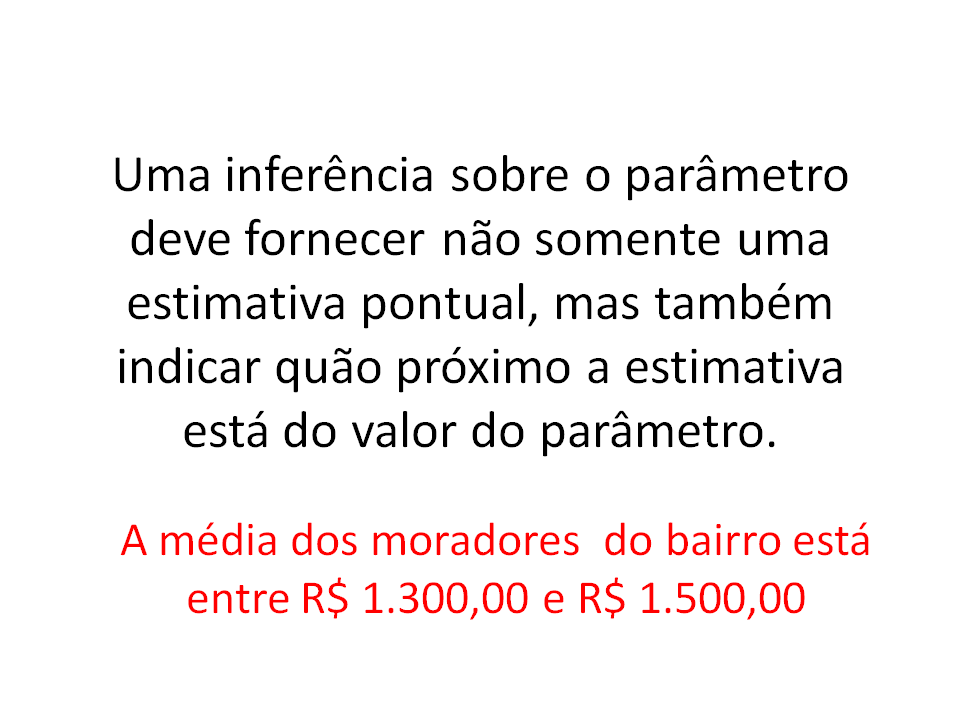 Uma inferência sobre o parâmetro
deve fornecer não somente uma
estimativa pontual, mas também
indicar quão próximo a estimativa
está do valor do parâmetro.
A média dos moradores  do bairro está
entre R$ 1.300,00 e R$ 1.500,00